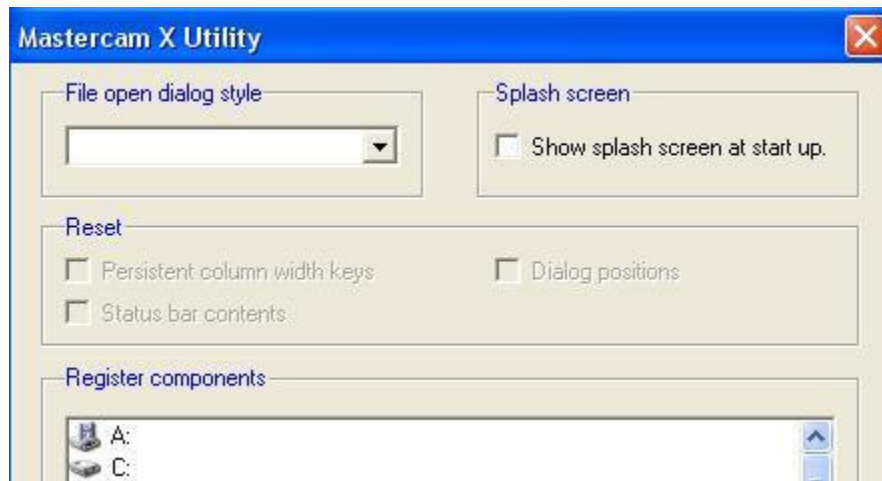 Mastercam X Utility
File open dialog style
Splash screen
Show splash screen at start up.
Reset
Persistent column width keys
Dialog positions
Status bar contents
Register components
A:
C: